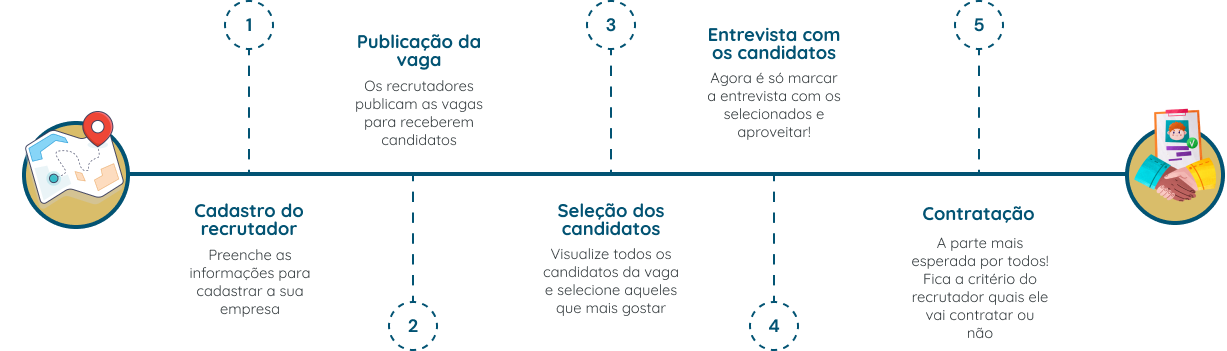 1
Cadastro do
recrutador
Preenche as
informações para
cadastrar a sua
empresa
Publicação da
vaga
Os recrutadores
publicam as vagas
para receberem
candidatos
2
3
Seleção dos
candidatos
Visualize todos os
candidatos da vaga
e selecione aqueles
que mais gostar
Entrevista com
os candidatos
Agora é só marcar
a entrevista com os
selecionados e
aproveitar!
4
5
Contratação
A parte mais
esperada por todos!
Fica a critério do
recrutador quais ele
vai contratar ou
não